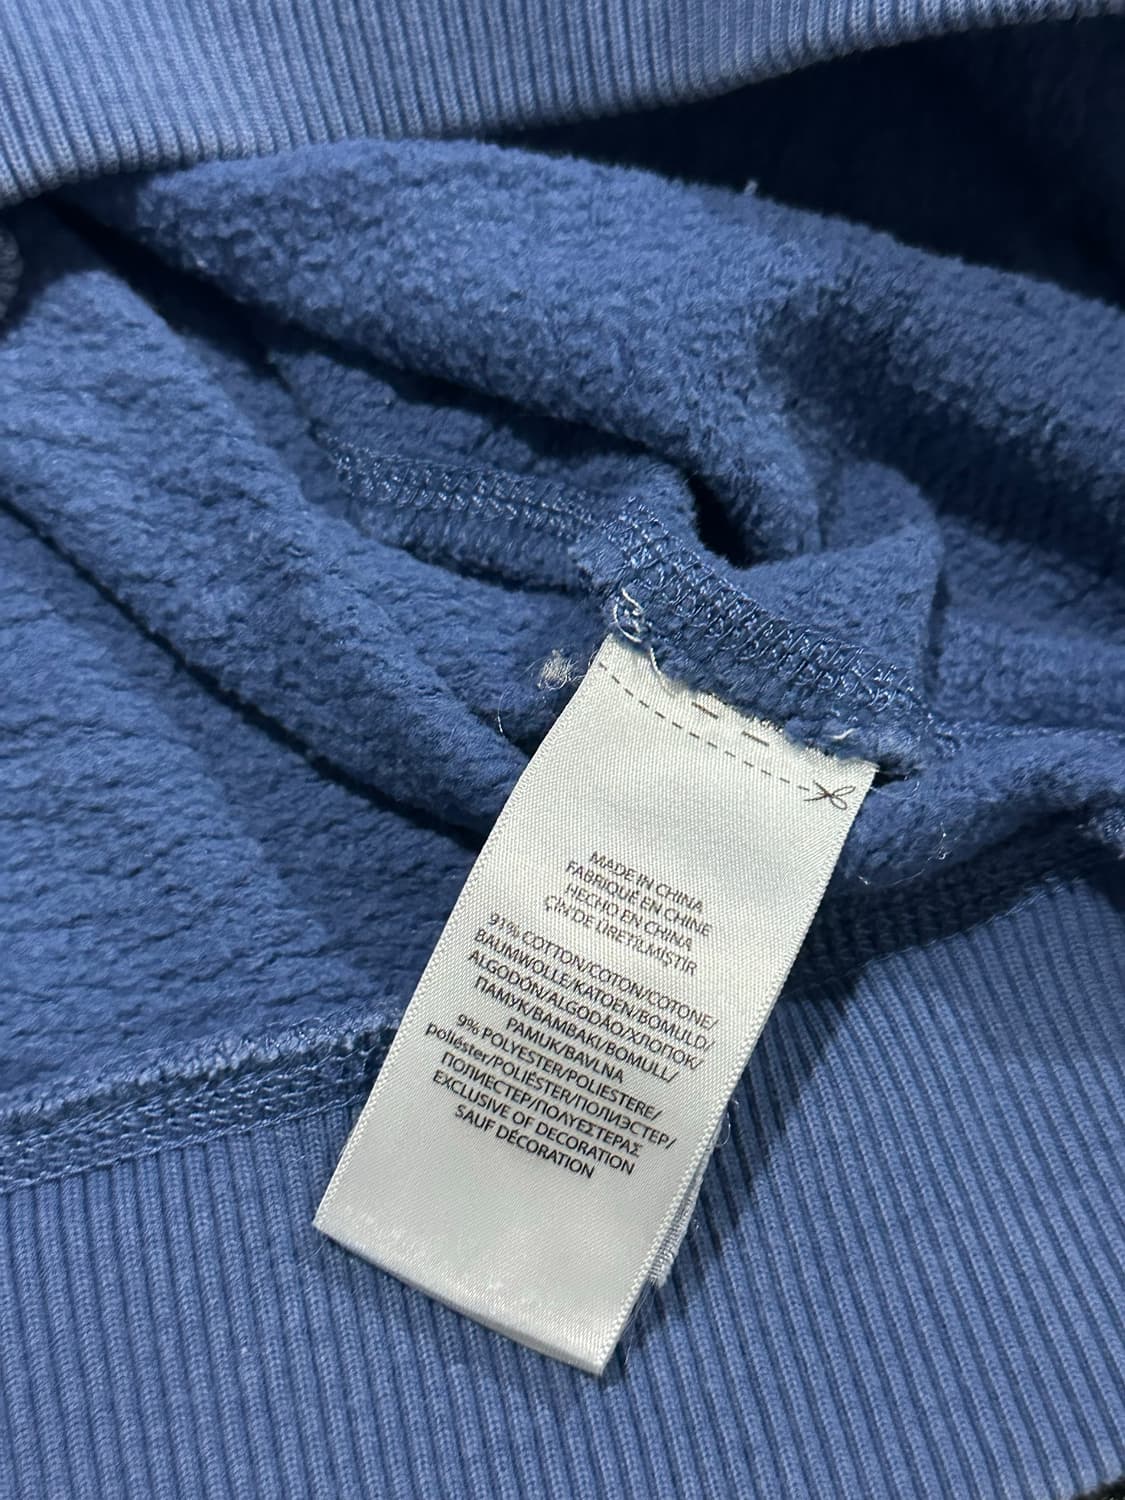 MADE IN CHINA
FABRIQUÉ EN CHINE
HECHO EN CHINA
ÇİN'DE ÜRETİLMİŞTİR
91% COTTON/COTON/COTONE/
BAUMWOLLE/KATOEN/BOMULD/
ALGODÓN/ALGODÃO/ХЛОПОК/
ПАМУК/ΒΑΜΒΑΚΙ/BOMULL/
PAMUK/BAVLNA
9% POLYESTER/POLIESTERE/
poliéster/POLIÉSTER/ПОЛИЭСТЕР/
ПОЛИЕСТЕР/ΠΟΛΥΕΣΤΕΡΑΣ
EXCLUSIVE OF DECORATION
SAUF DÉCORATION